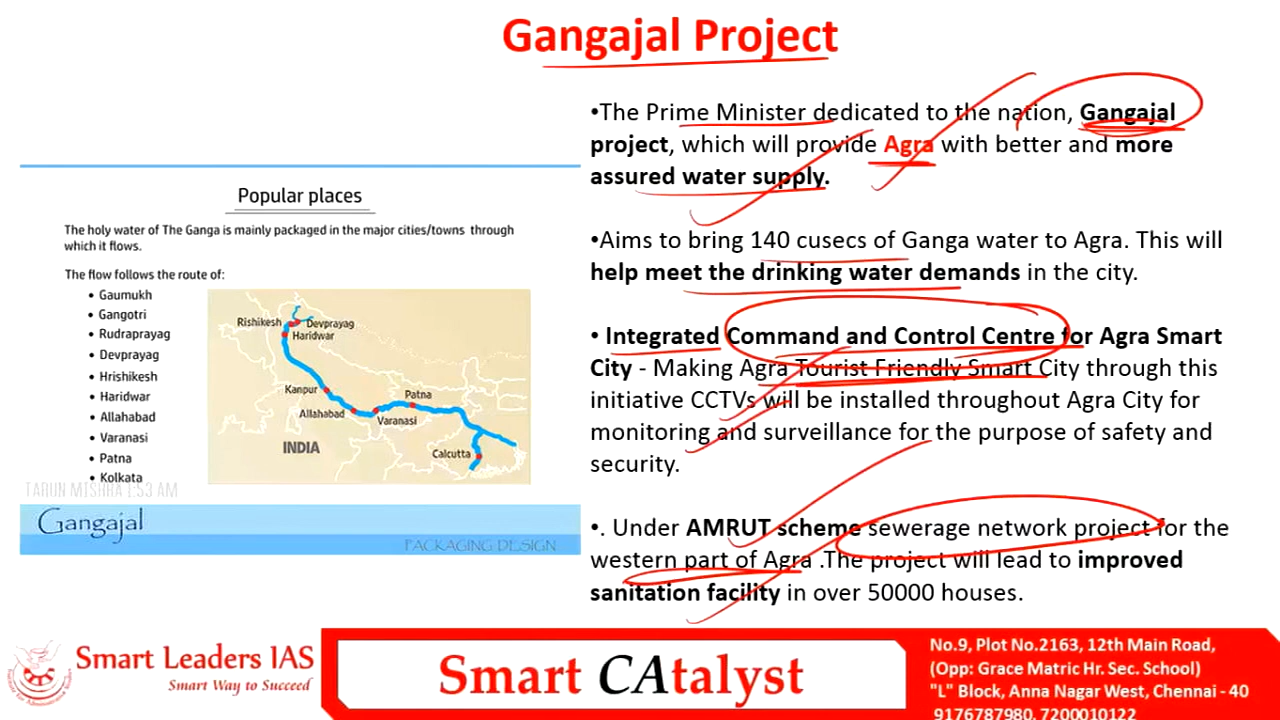 Gangajal Project
Popular places
The holy water of The Ganga is mainly packaged in the major cities/towns through
which it flows.
The flow follows the route of:
• Gaumukh
• Gangotri
• Rudraprayag
• Devprayag
• Hrishikesh
• Haridwar
• Allahabad
• Varanasi
• Patna
• Kolkata
Rishikesh
Devprayag
Haridwar
Kanpur
Allahabad
Patna
Varanasi
INDIA
Calcutta
TARUN MISHRA 1:53 AM
Gangajal
PACKAGING DESIGN
•The Prime Minister dedicated to the nation, Gangajal
project, which will provide Agra with better and more
assured water supply.
•Aims to bring 140 cusecs of Ganga water to Agra. This will
help meet the drinking water demands in the city.
• Integrated Command and Control Centre for Agra Smart
City - Making Agra Tourist Friendly Smart City through this
initiative CCTVs will be installed throughout Agra City for
monitoring and surveillance for the purpose of safety and
security.
•. Under AMRUT scheme sewerage network project for the
western part of Agra .The project will lead to improved
sanitation facility in over 50000 houses.
Smart Leaders IAS
Smart Way to Succeed
Smart CAtalyst
No.9, Plot No.2163, 12th Main Road,
(Opp: Grace Matric Hr. Sec. School)
"L" Block, Anna Nagar West, Chennai - 40
9176787980, 7200010122